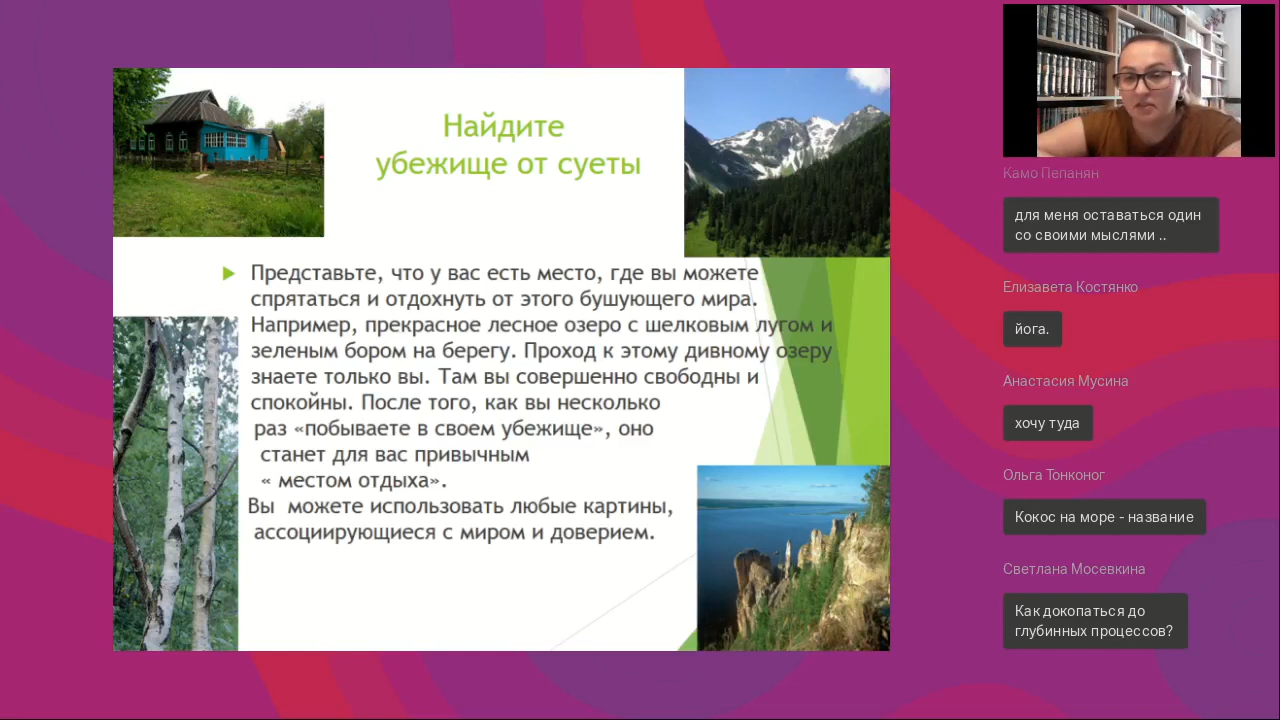 Найдите
убежище от суеты
Представьте, что у вас есть место, где вы можете
спрятаться и отдохнуть от этого бушующего мира.
Например, прекрасное лесное озеро с шелковым лугом и
зеленым бором на берегу. Проход к этому дивному озеру
знаете только вы. Там вы совершенно свободны и
спокойны. После того, как вы несколько
раз «побываете в своем убежище», оно
станет для вас привычным
« местом отдыха».
Вы можете использовать любые картины,
ассоциирующиеся с миром и доверием.
Камо Пепанян
для меня оставаться один
со своими мыслями ..
Елизавета Костянко
йога.
Анастасия Мусина
хочу туда
Ольга Тонконог
Кокос на море - название
Светлана Мосевкина
Как докопаться до
глубинных процессов?